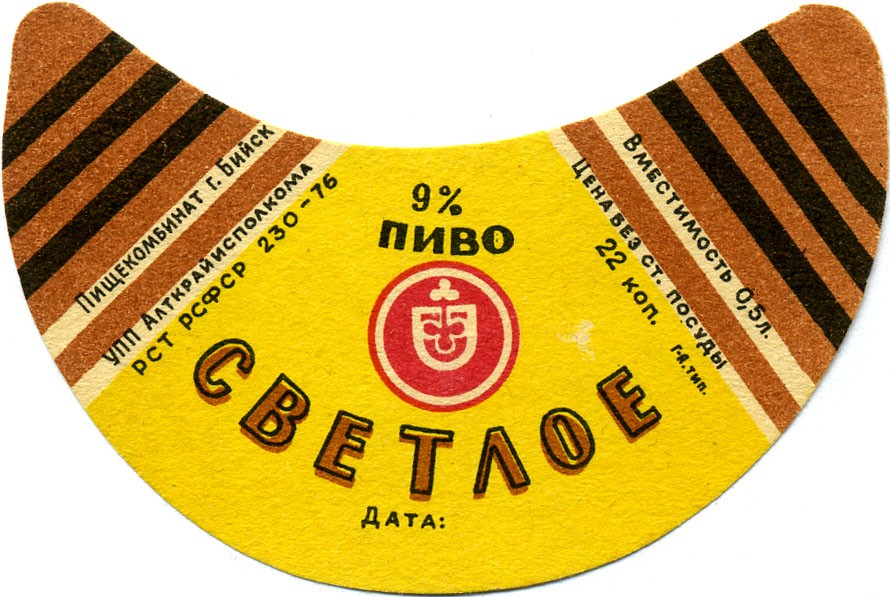 Пищекомбинат г. Бийск
УПП Алткрайисполкома
РСТ РСФСР 230-76
9%
ПИВО
СВЕТЛОЕ
ДАТА:
Вместимость 0,5л.
Цена без ст. посуды
22 коп.
Г-А.тип.